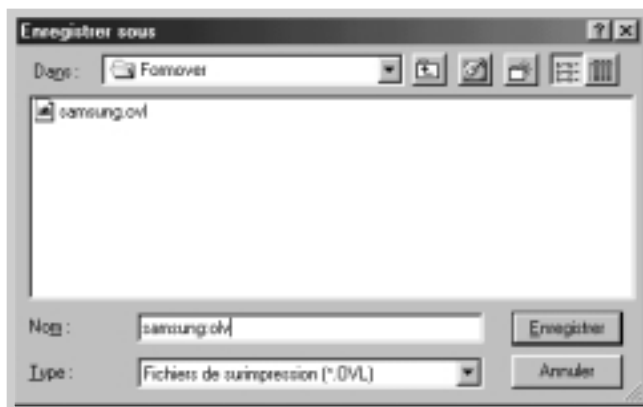 Enregistrer sous
Dans : Formover
samsung.ovl
Nom : samsung.olv Enregistrer
Type : Fichiers de surimpression (*.OVL) Annuler